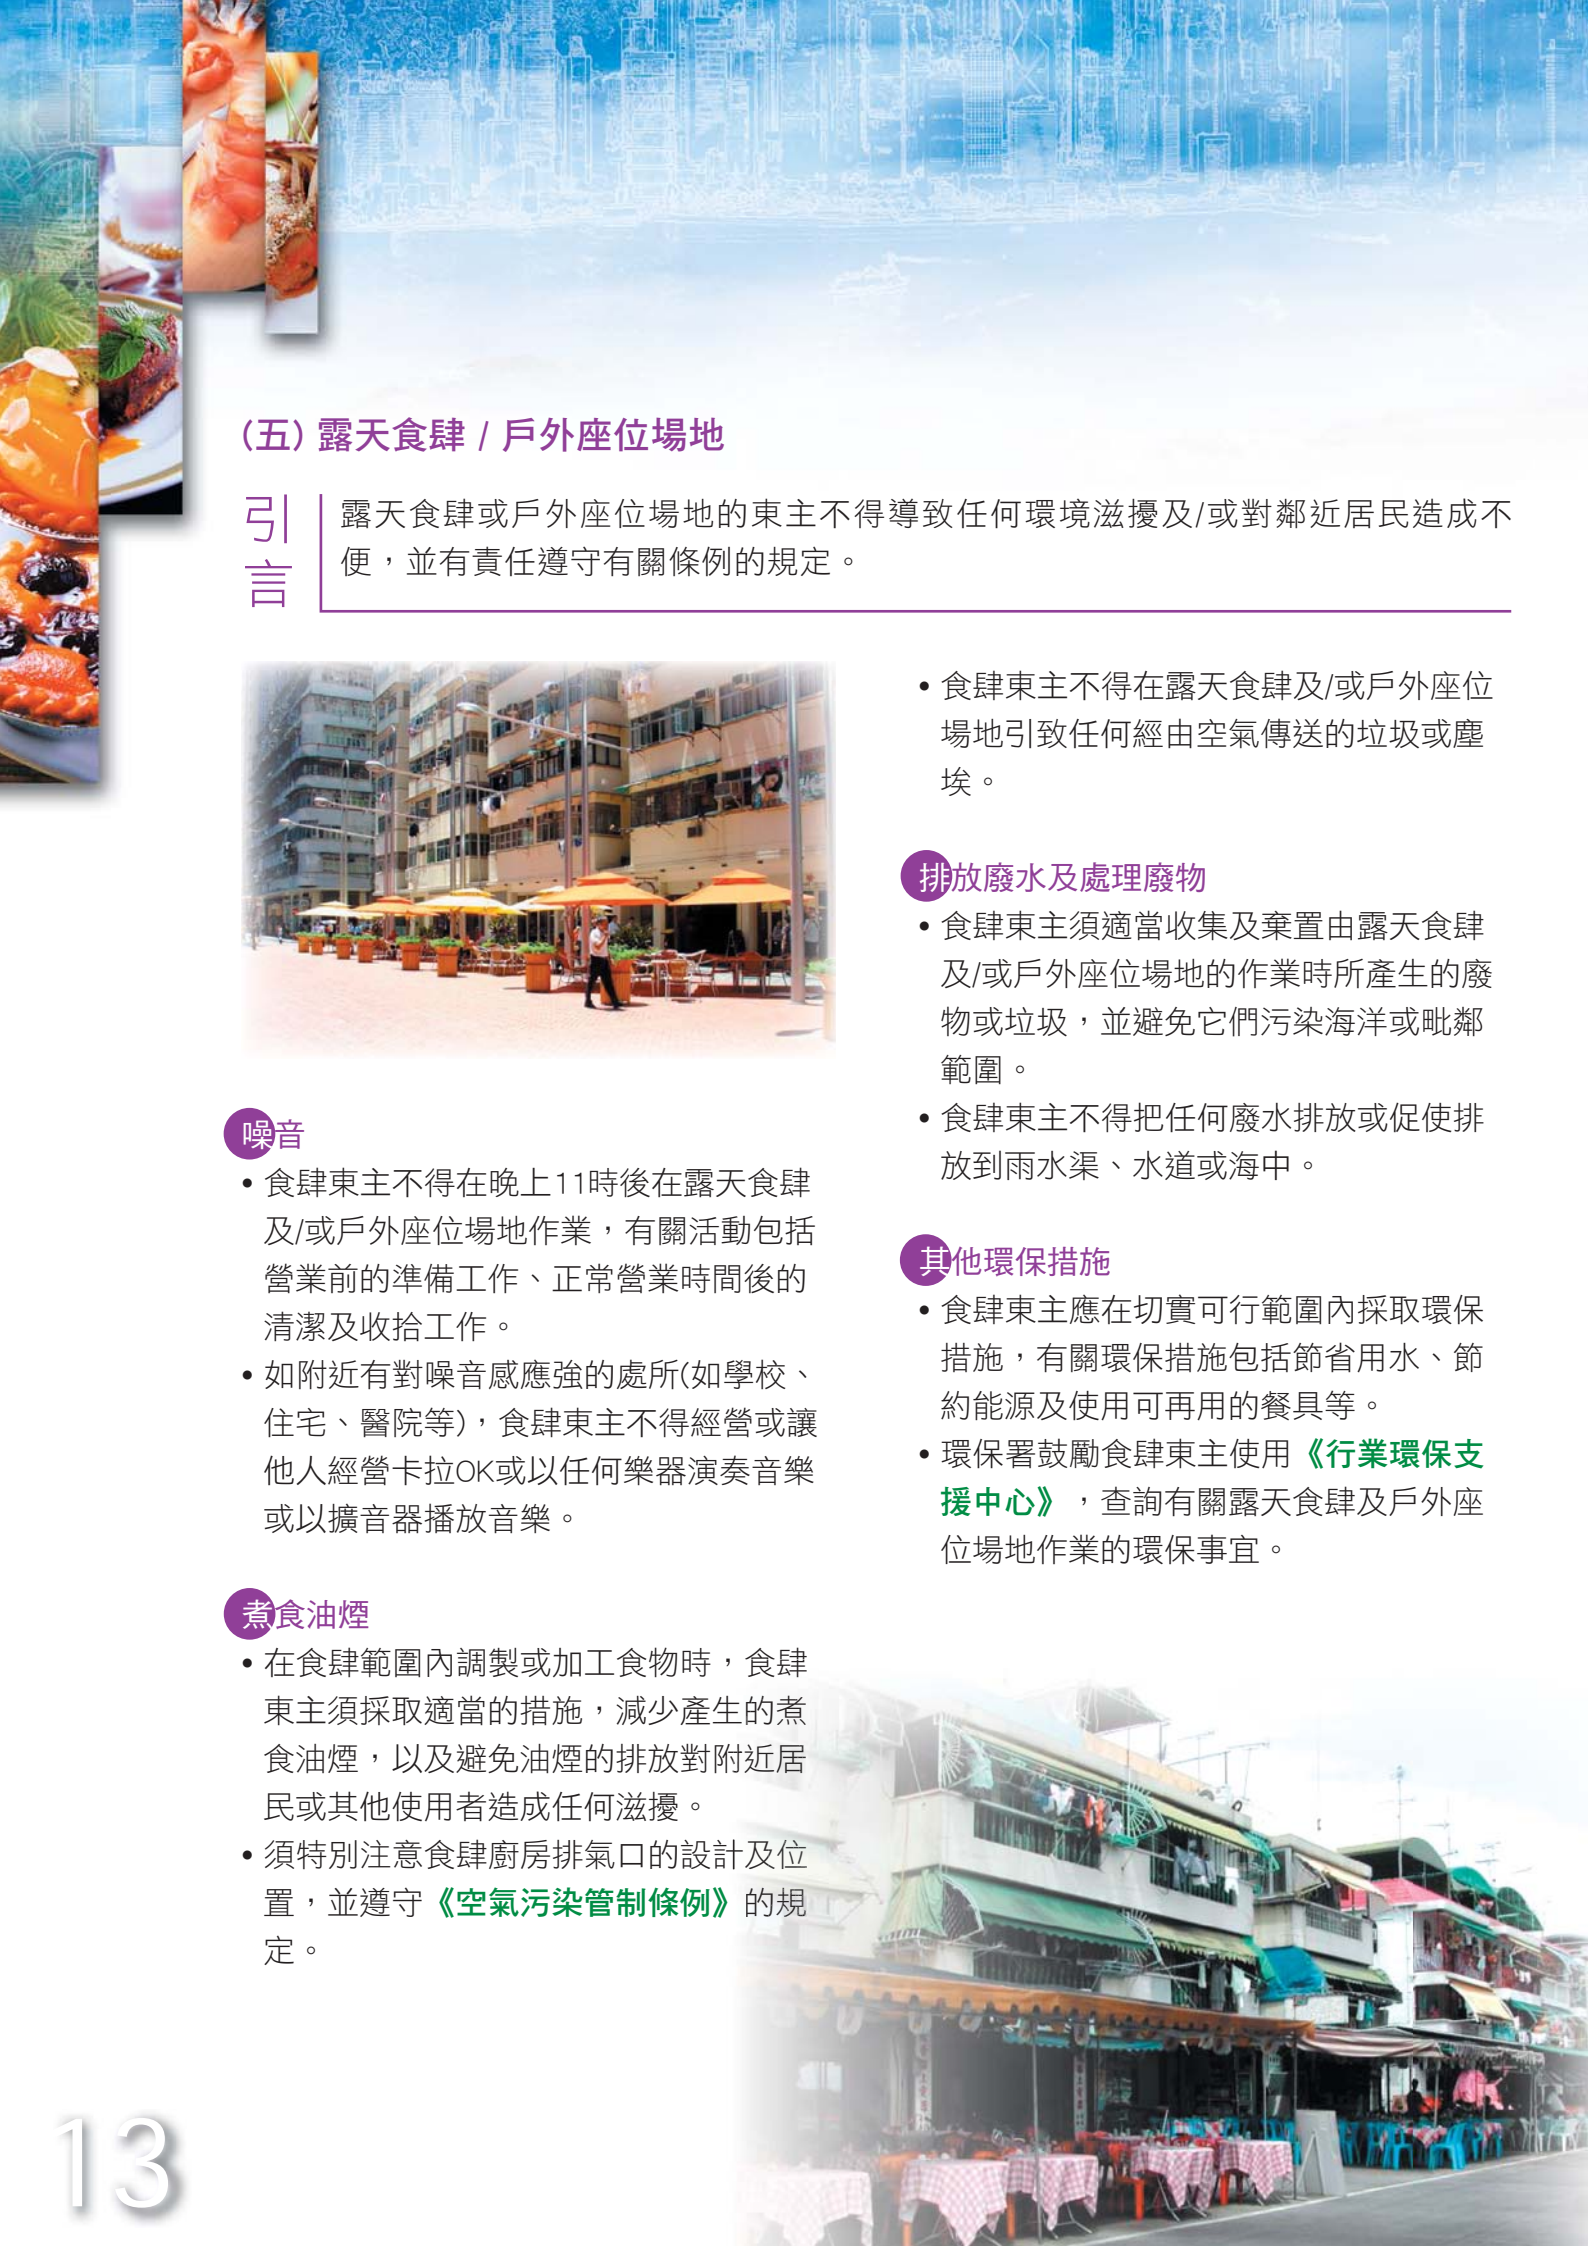 (五) 露天食肆 / 戶外座位場地
引言
露天食肆或戶外座位場地的東主不得導致任何環境滋擾及/或對鄰近居民造成不
便，並有責任遵守有關條例的規定。
噪音
• 食肆東主不得在晚上11時後在露天食肆
及/或戶外座位場地作業，有關活動包括
營業前的準備工作、正常營業時間後的
清潔及收拾工作。
• 如附近有對噪音感應強的處所(如學校、
住宅、醫院等)，食肆東主不得經營或讓
他人經營卡拉OK或以任何樂器演奏音樂
或以擴音器播放音樂。
煮食油煙
• 在食肆範圍內調製或加工食物時，食肆
東主須採取適當的措施，減少產生的煮
食油煙，以及避免油煙的排放對附近居
民或其他使用者造成任何滋擾。
• 須特別注意食肆廚房排氣口的設計及位
置，並遵守《空氣污染管制條例》的規
定。
• 食肆東主不得在露天食肆及/或戶外座位
場地引致任何經由空氣傳送的垃圾或塵
埃。
排放廢水及處理廢物
• 食肆東主須適當收集及棄置由露天食肆
及/或戶外座位場地的作業時所產生的廢
物或垃圾，並避免它們污染海洋或毗鄰
範圍。
• 食肆東主不得把任何廢水排放或促使排
放到雨水渠、水道或海中。
其他環保措施
• 食肆東主應在切實可行範圍內採取環保
措施，有關環保措施包括節省用水、節
約能源及使用可再用的餐具等。
• 環保署鼓勵食肆東主使用《行業環保支
援中心》，查詢有關露天食肆及戶外座
位場地作業的環保事宜。
13